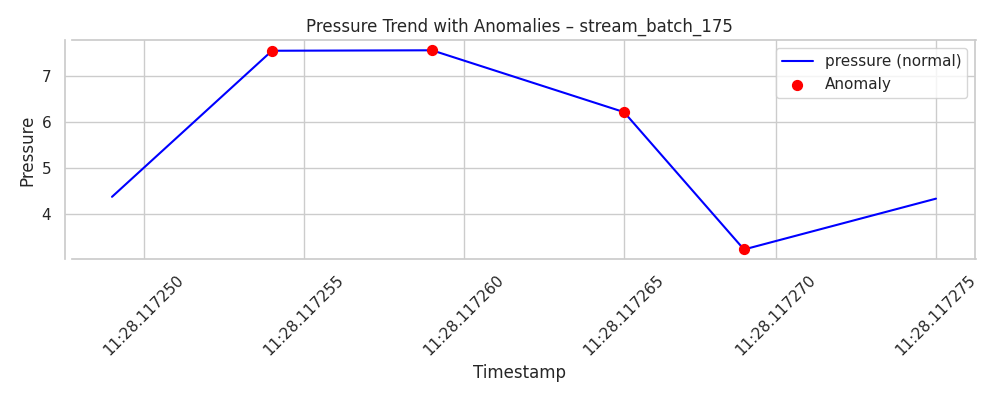 Pressure Trend with Anomalies – stream_batch_175
pressure (normal)
Anomaly
Pressure
7
6
5
4
11:28.117250
11:28.117255
11:28.117260
11:28.117265
11:28.117270
11:28.117275
Timestamp